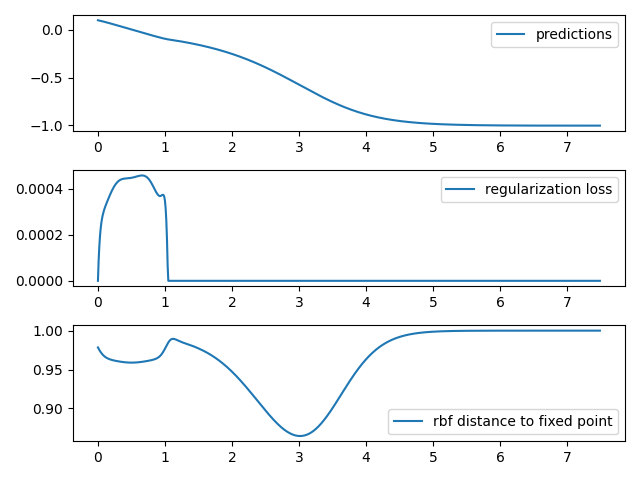 0.0
−0.5
−1.0
predictions
0 1 2 3 4 5 6 7
0.0004
0.0002
0.0000
regularization loss
0 1 2 3 4 5 6 7
1.00
0.95
0.90
rbf distance to fixed point
0 1 2 3 4 5 6 7